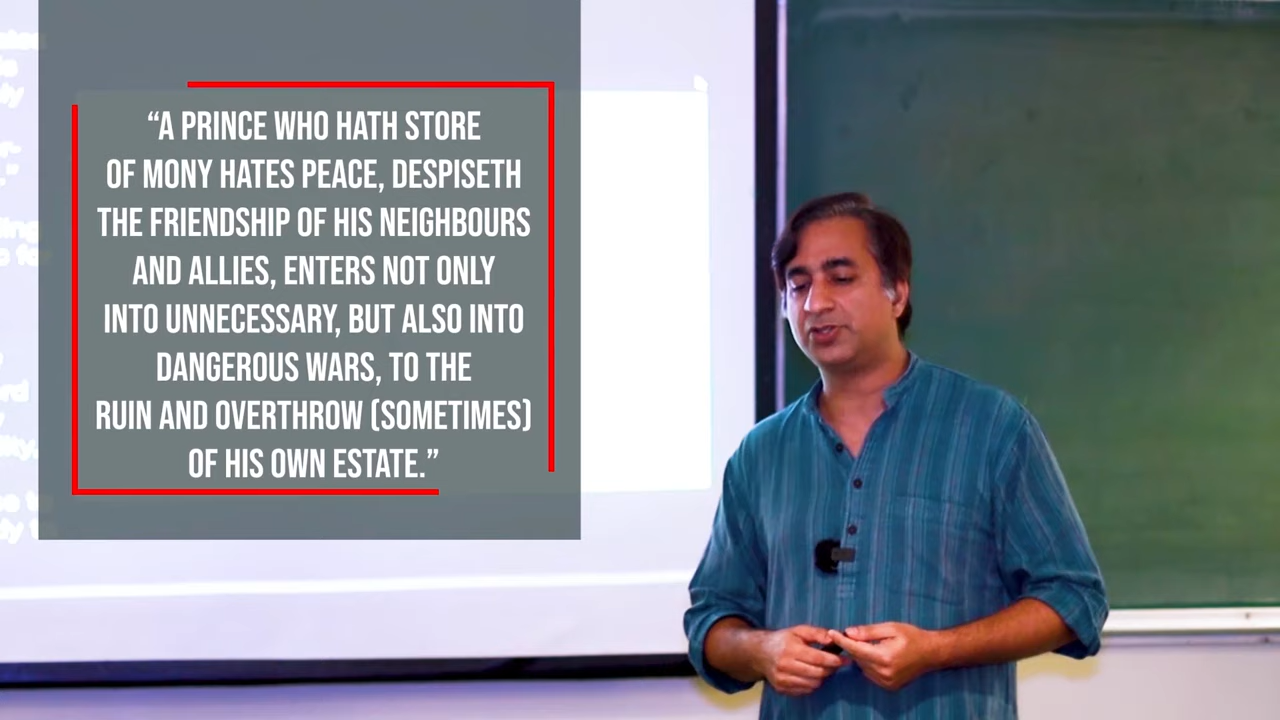 “A PRINCE WHO HATH STORE
OF MONY HATES PEACE, DESPISETH
THE FRIENDSHIP OF HIS NEIGHBOURS
AND ALLIES, ENTERS NOT ONLY
INTO UNNECESSARY, BUT ALSO INTO
DANGEROUS WARS, TO THE
RUIN AND OVERTHROW (SOMETIMES)
OF HIS OWN ESTATE.”